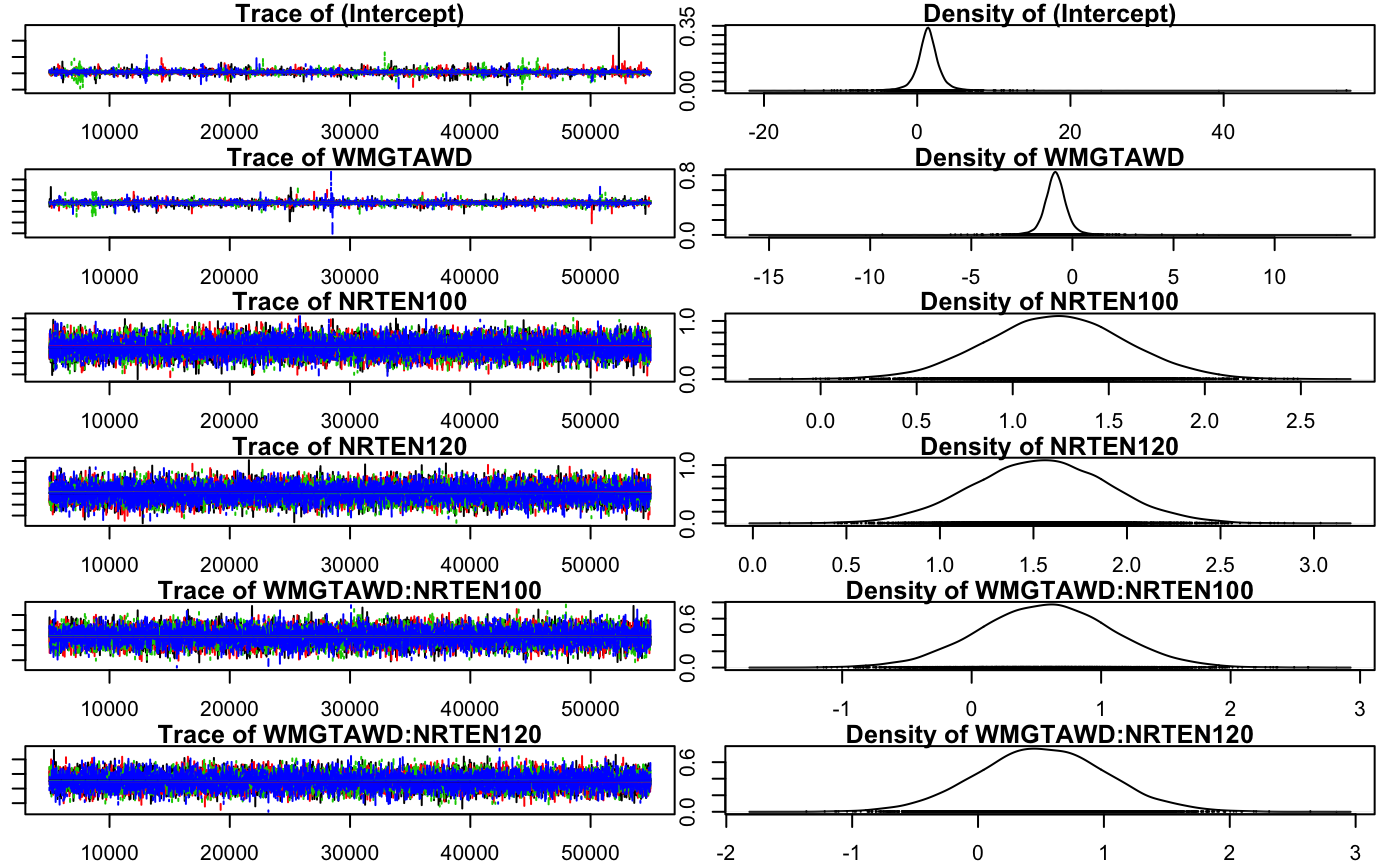 Trace of (Intercept)
10000 20000 30000 40000 50000
Density of (Intercept)
0.00 0.35
-20 0 20 40
Trace of WMGTAWD
10000 20000 30000 40000 50000
Density of WMGTAWD
0.0 0.8
-15 -10 -5 0 5 10
Trace of NRTEN100
10000 20000 30000 40000 50000
Density of NRTEN100
0.0 1.0
0.0 0.5 1.0 1.5 2.0 2.5
Trace of NRTEN120
10000 20000 30000 40000 50000
Density of NRTEN120
0.0 1.0
0.0 0.5 1.0 1.5 2.0 2.5 3.0
Trace of WMGTAWD:NRTEN100
10000 20000 30000 40000 50000
Density of WMGTAWD:NRTEN100
0.0 0.6
-1 0 1 2 3
Trace of WMGTAWD:NRTEN120
10000 20000 30000 40000 50000
Density of WMGTAWD:NRTEN120
0.0 0.6
-2 -1 0 1 2 3